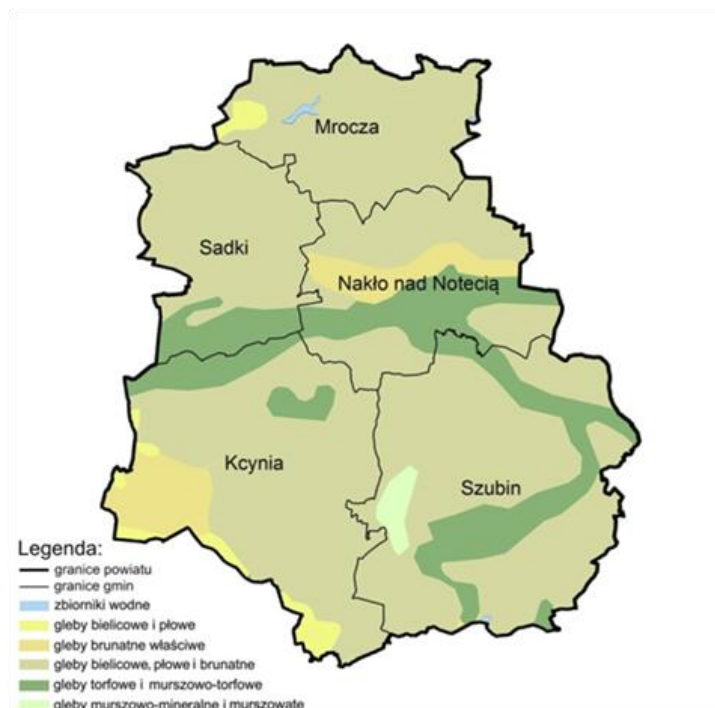 Mrocza
Sadki
Nakło nad Notecią
Kcynia
Szubin
Legenda:
granice powiatu
granice gmin
zbiorniki wodne
gleby bielicowe i płowe
gleby brunatne właściwe
gleby bielicowe, płowe i brunatne
gleby torfowe i murszowo-torfowe
gleby murszowo-mineralne i murszowate